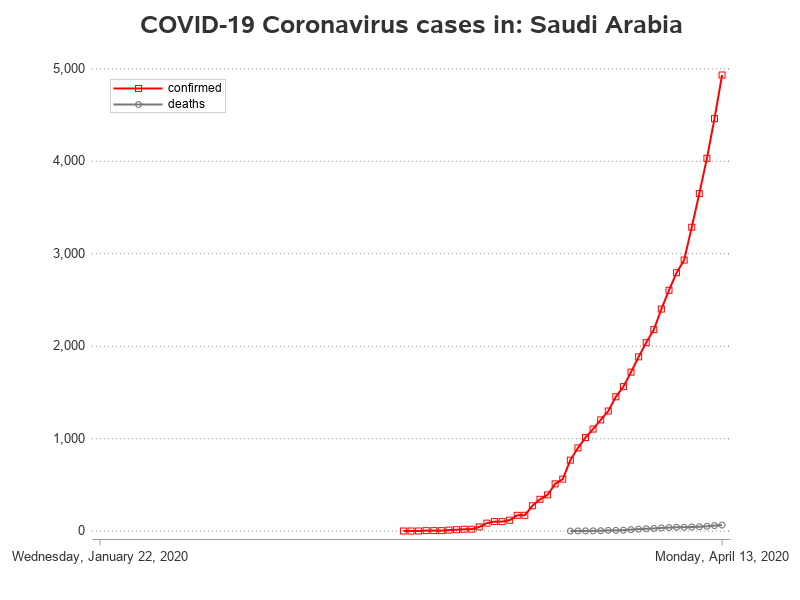 COVID-19 Coronavirus cases in: Saudi Arabia
5,000
confirmed
deaths
4,000
3,000
2,000
1,000
0
Wednesday, January 22, 2020
Monday, April 13, 2020